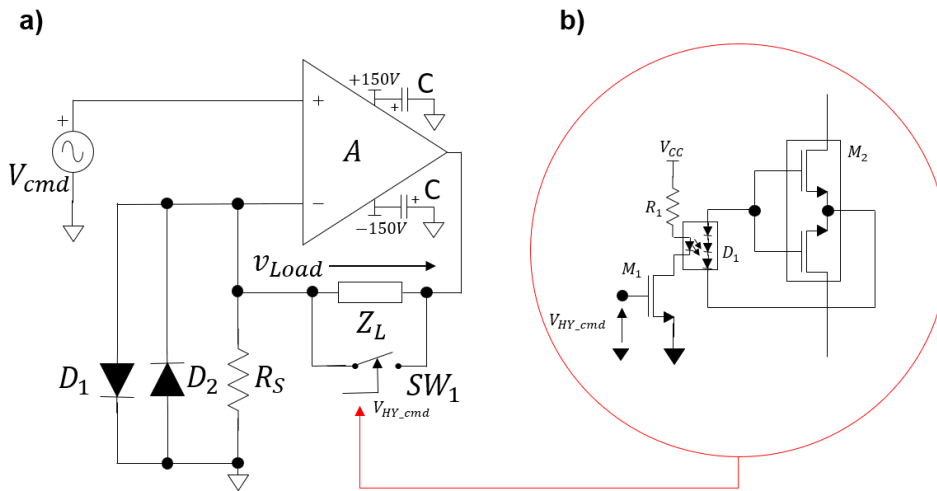 a)
+150V
C
+
+
+
A
V_cmd
−
+
C
−150V
v_Load
Z_L
D_1
D_2
R_S
SW_1
V_HY_cmd
b)
V_CC
M_2
R_1
D_1
M_1
V_HY_cmd